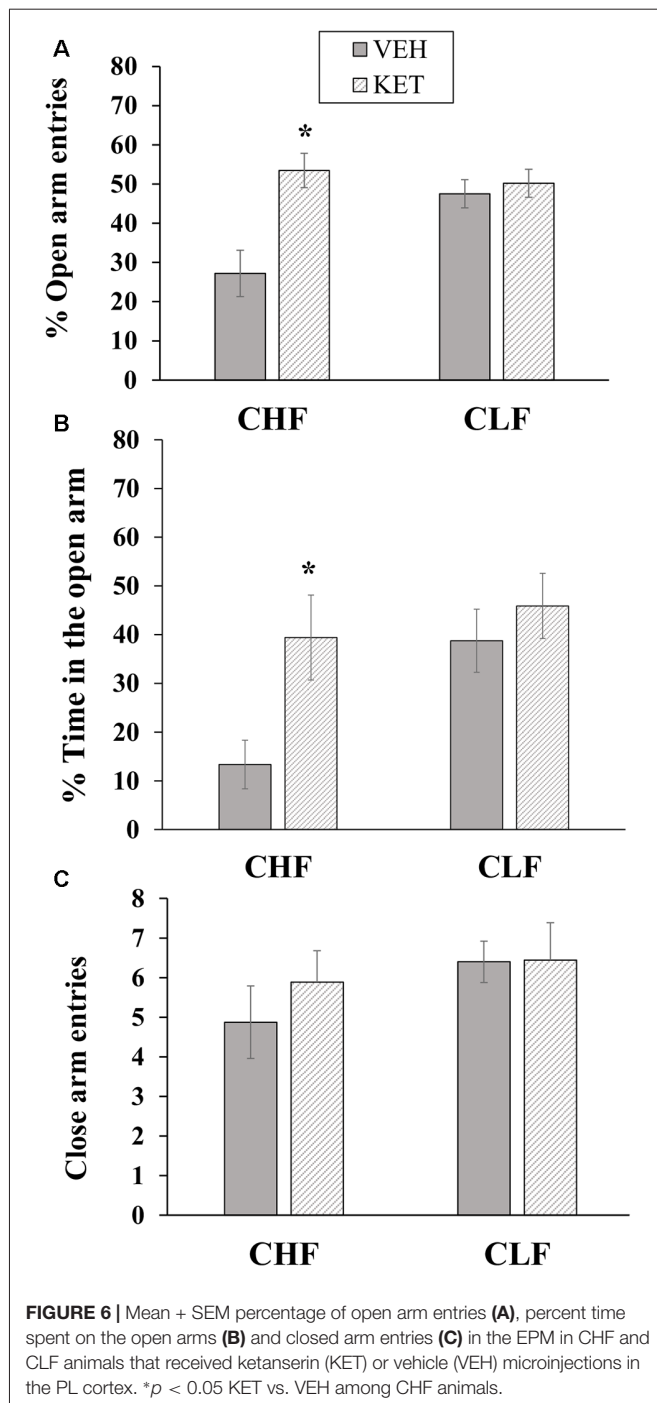 A
VEH
KET
% Open arm entries
80
70
60
50
40
30
20
10
0
*
CHF CLF
B
% Time in the open arm
80
70
60
50
40
30
20
10
0
*
CHF CLF
C
Close arm entries
8
7
6
5
4
3
2
1
0
CHF CLF
FIGURE 6 | Mean + SEM percentage of open arm entries (A), percent time
spent on the open arms (B) and closed arm entries (C) in the EPM in CHF and
CLF animals that received ketanserin (KET) or vehicle (VEH) microinjections in
the PL cortex. *p < 0.05 KET vs. VEH among CHF animals.